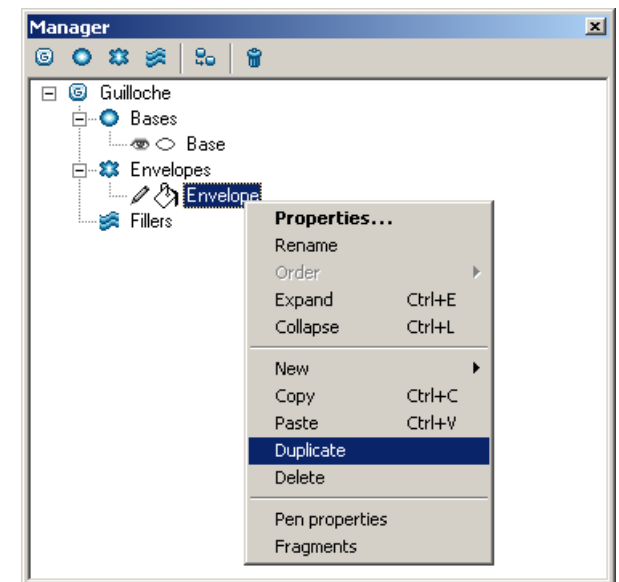 Manager
Guilloche
Bases
Base
Envelopes
Envelope
Fillers
Properties...
Rename
Order
Expand Ctrl+E
Collapse Ctrl+L
New
Copy Ctrl+C
Paste Ctrl+V
Duplicate
Delete
Pen properties
Fragments